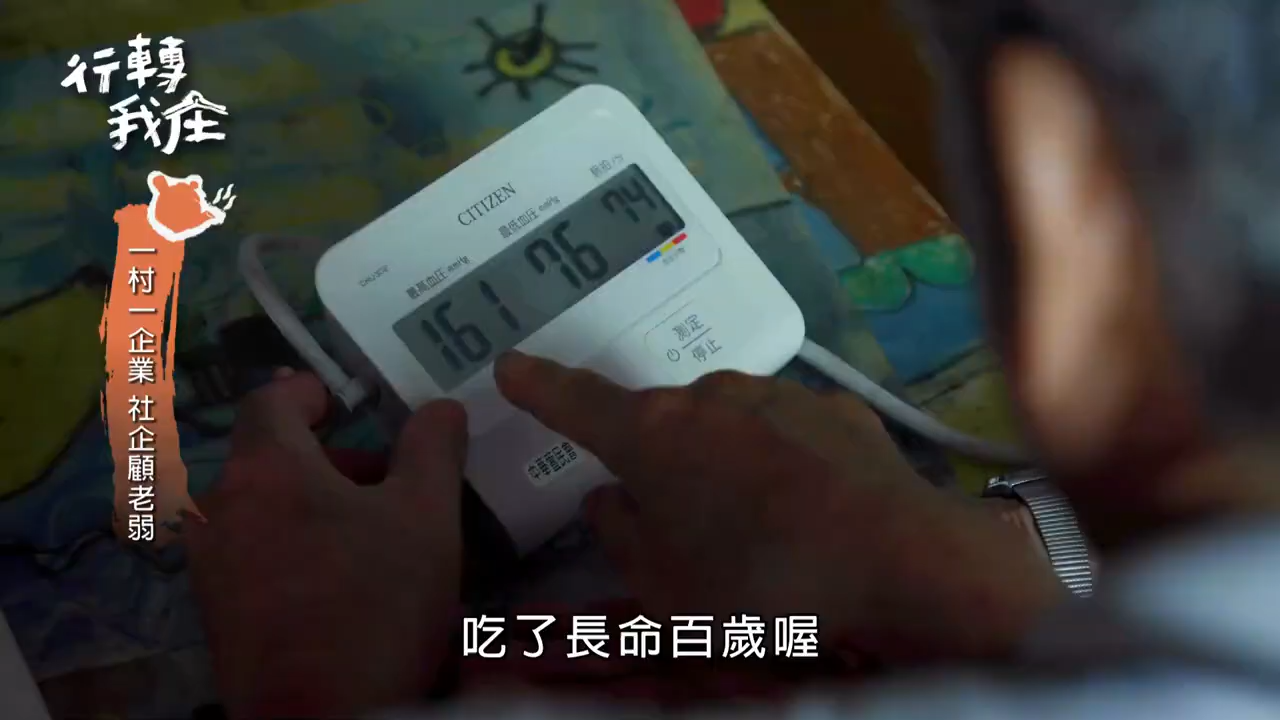 行轉
我庄
一村一企業 社企顧老弱
CITIZEN
最高血圧 mmHg
最低血圧 mmHg
脈拍/分
161
76
74
測定
停止
吃了長命百歲喔